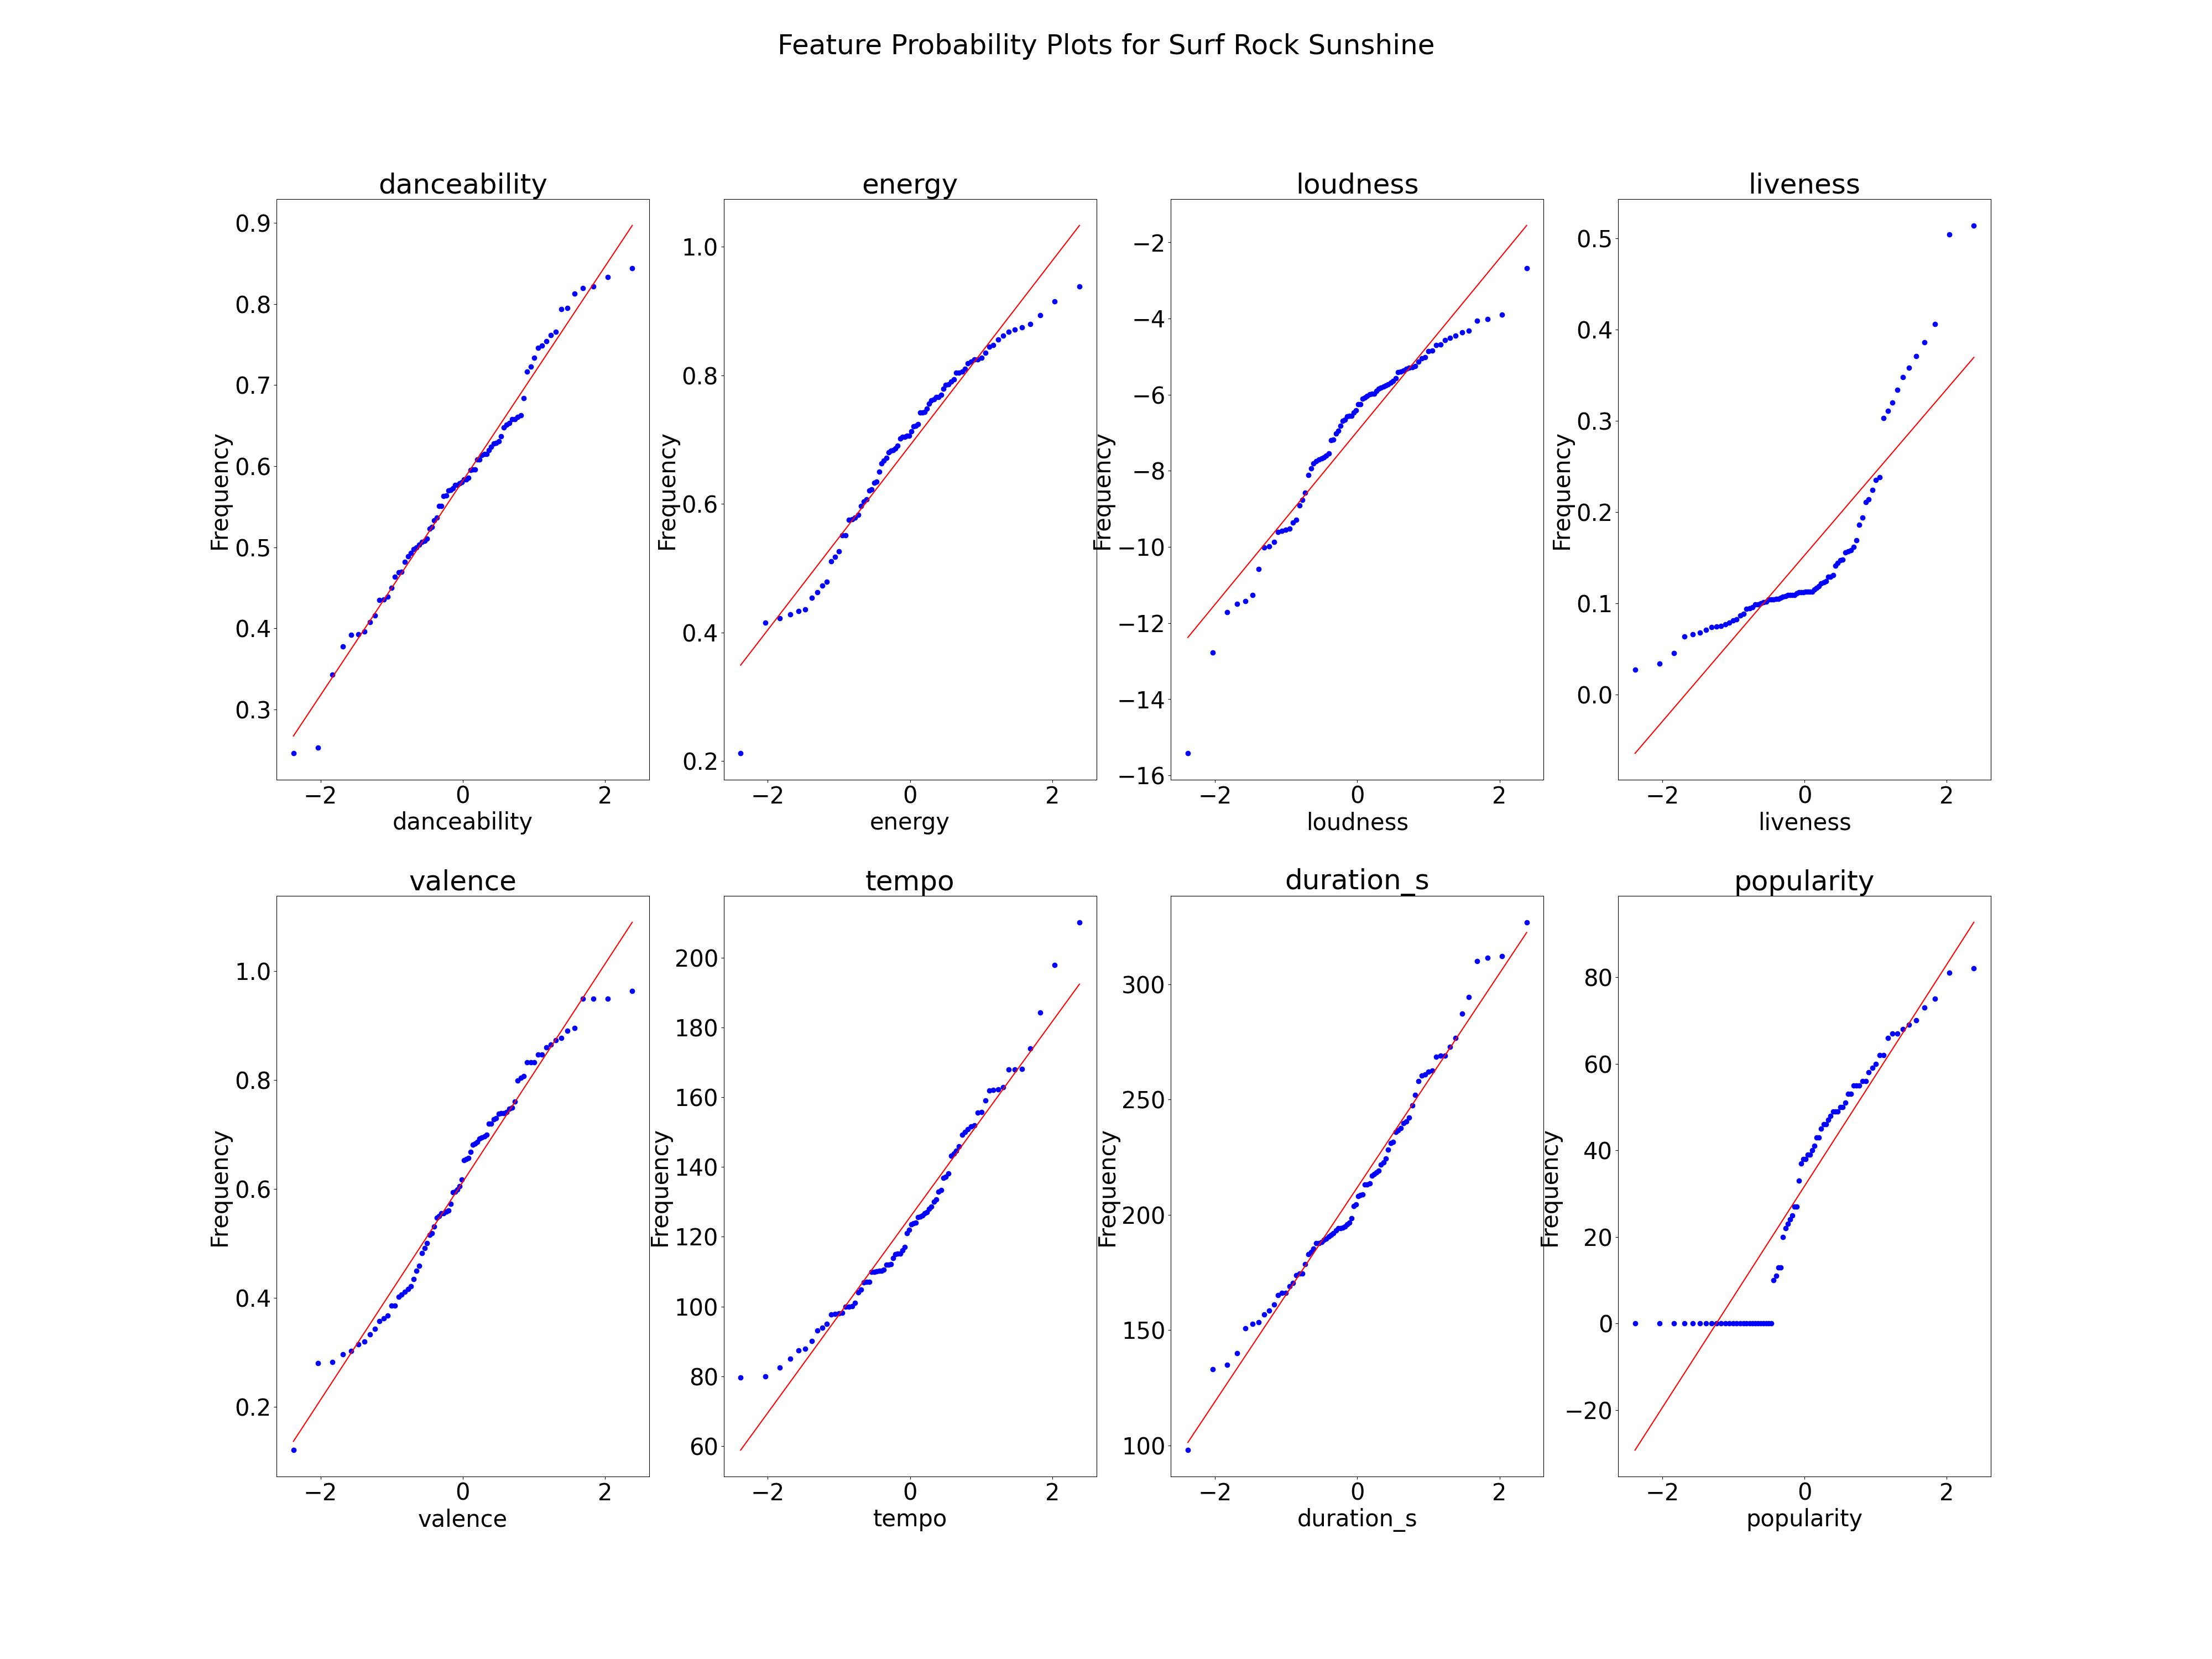 Feature Probability Plots for Surf Rock Sunshine
danceability
energy
loudness
liveness
0.9
0.8
0.7
0.6
0.5
0.4
0.3
Frequency
−2 0 2
danceability
1.0
0.8
0.6
0.4
0.2
Frequency
−2 0 2
energy
−2
−4
−6
−8
−10
−12
−14
−16
Frequency
−2 0 2
loudness
0.5
0.4
0.3
0.2
0.1
0.0
Frequency
−2 0 2
liveness
valence
tempo
duration_s
popularity
1.0
0.8
0.6
0.4
0.2
Frequency
−2 0 2
valence
200
180
160
140
120
100
80
60
Frequency
−2 0 2
tempo
300
250
200
150
100
Frequency
−2 0 2
duration_s
80
60
40
20
0
−20
Frequency
−2 0 2
popularity